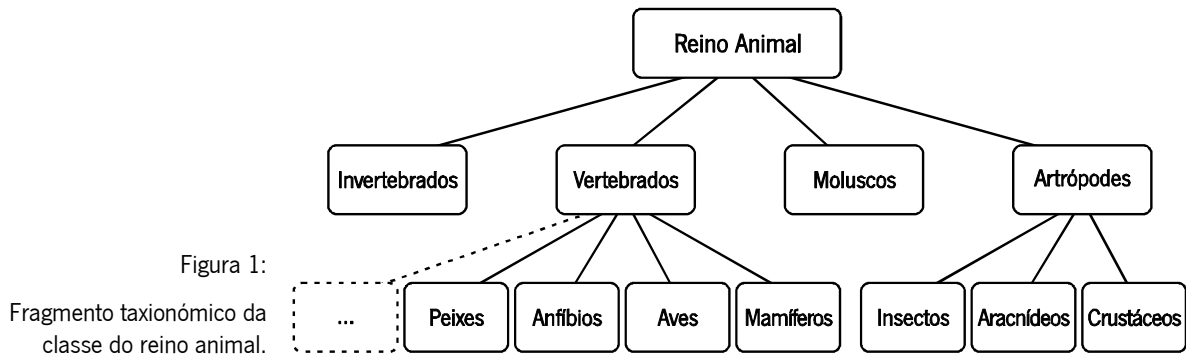 Reino Animal
Invertebrados
Vertebrados
Moluscos
Artrópodes
...
Peixes
Anfíbios
Aves
Mamíferos
Insectos
Aracnídeos
Crustáceos
Figura 1:
Fragmento taxionómico da
classe do reino animal.